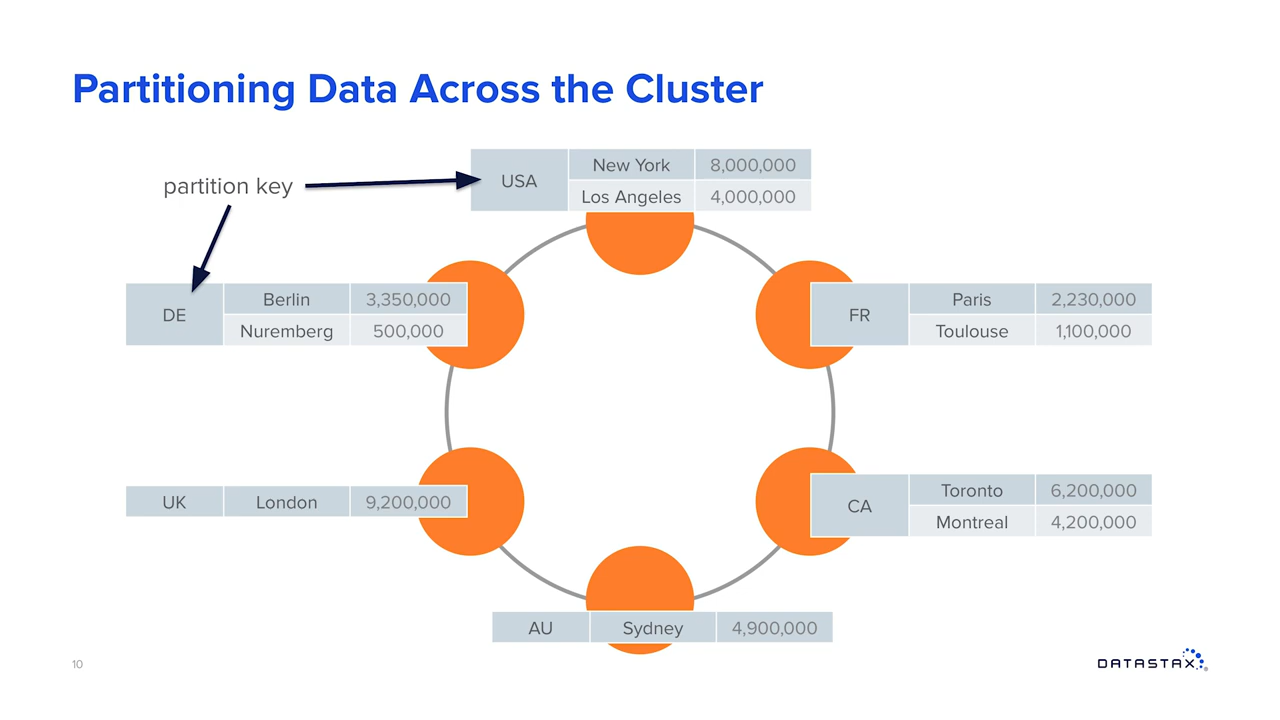 Partitioning Data Across the Cluster
partition key
USA New York 8,000,000
Los Angeles 4,000,000
DE Berlin 3,350,000
Nuremberg 500,000
FR Paris 2,230,000
Toulouse 1,100,000
UK London 9,200,000
CA Toronto 6,200,000
Montreal 4,200,000
AU Sydney 4,900,000
10
DATASTAX